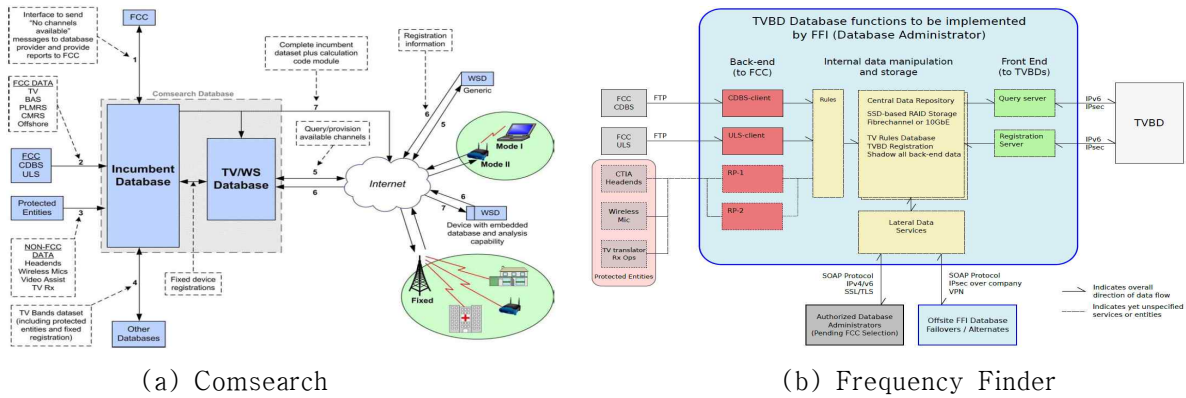 Interface to send
"No channels
available"
messages to database
provider and provide
reports to FCC
FCC
1
Complete incumbent
dataset plus calculation
code module
Registration
information
FCC DATA
TV
BAS
PLMRS
CMRS
Offshore
Comsearch Database
7
6
5
WSD
Generic
Query/provision
available channels
Mode I
Mode II
FCC
CDBS
ULS
2
Incumbent
Database
TV/WS
Database
5
6
Internet
Protected
Entities
3
6
7
WSD
Device with embedded
database and analysis
capability
NON-FCC
DATA
Headends
Wireless Mics
Video Assist
TV Rx
Fixed device
registrations
4
Fixed
TV Bands dataset
(including protected
entities and fixed
registration)
Other
Databases
(a) Comsearch
TVBD Database functions to be implemented
by FFI (Database Administrator)
Back-end
(to FCC)
Internal data manipulation
and storage
Front End
(to TVBDs)
FCC
CDBS
FTP
CDBS-client
Rules
Central Data Repository
SSD-based RAID Storage
Fibrechannel or 10GbE
TV Rules Database
TVBD Registration
Shadow all back-end data
Query server
IPv6
IPsec
TVBD
FCC
ULS
FTP
ULS-client
Registration
Server
IPv6
IPsec
CTIA
Headends
RP-1
Wireless
Mic
RP-2
TV translator
Rx Ops
Protected Entities
Lateral Data
Services
SOAP Protocol
IPv4/v6
SSL/TLS
SOAP Protocol
IPsec over company
VPN
Indicates overall
direction of data flow
Indicates yet unspecified
services or entities
Authorized Database
Administrators
(Pending FCC Selection)
Offsite FFI Database
Failovers / Alternates
(b) Frequency Finder